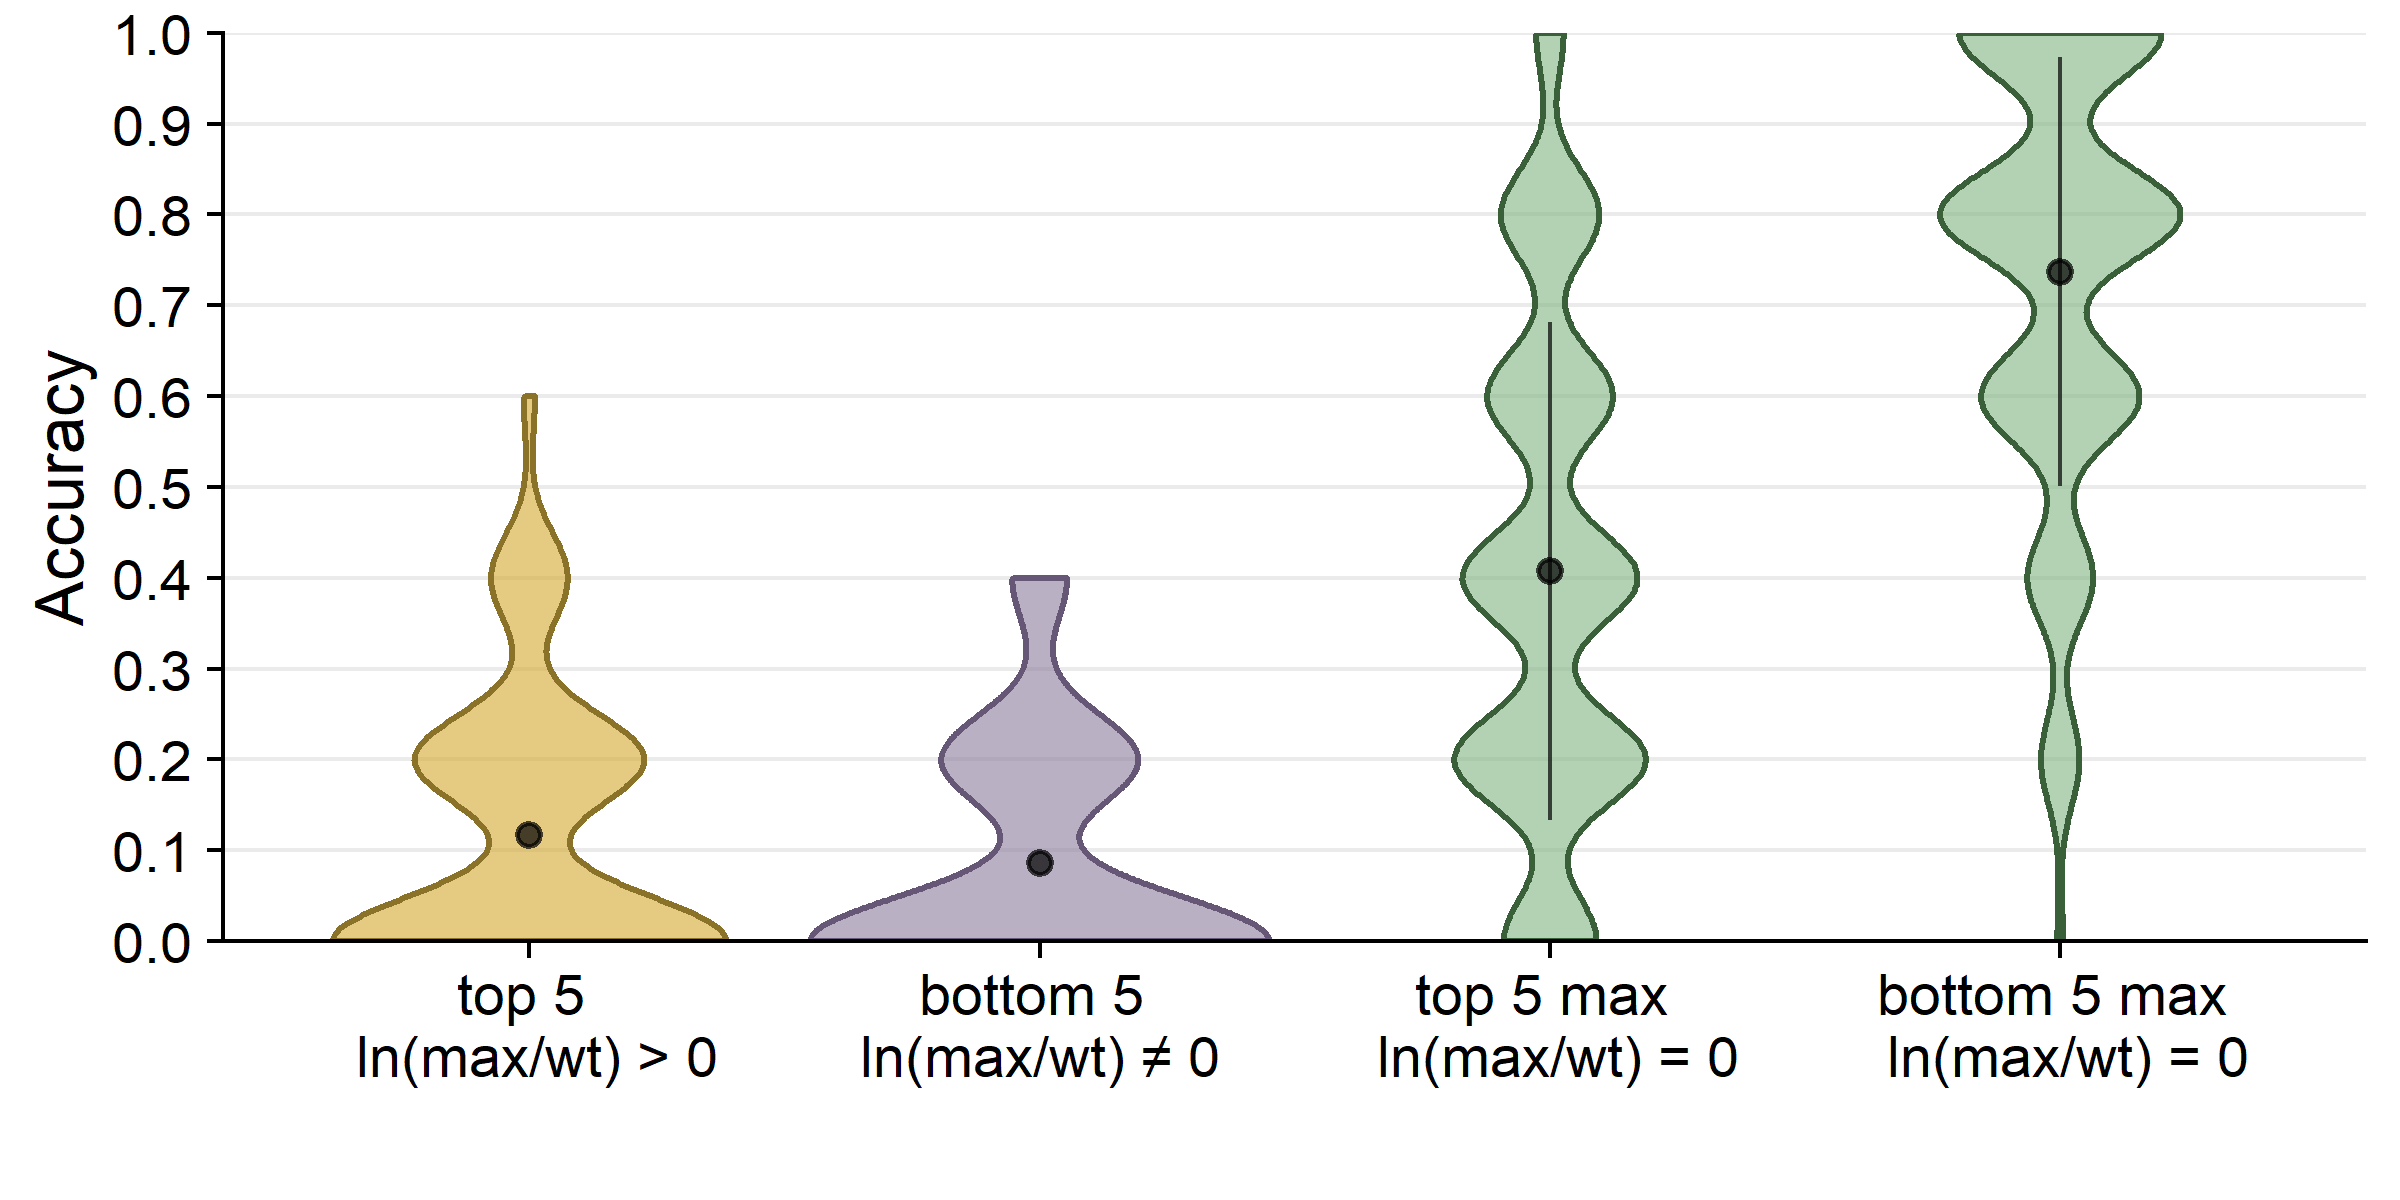 Accuracy
1.0
0.9
0.8
0.7
0.6
0.5
0.4
0.3
0.2
0.1
0.0
top 5
ln(max/wt) > 0
bottom 5
ln(max/wt) ≠ 0
top 5 max
ln(max/wt) = 0
bottom 5 max
ln(max/wt) = 0